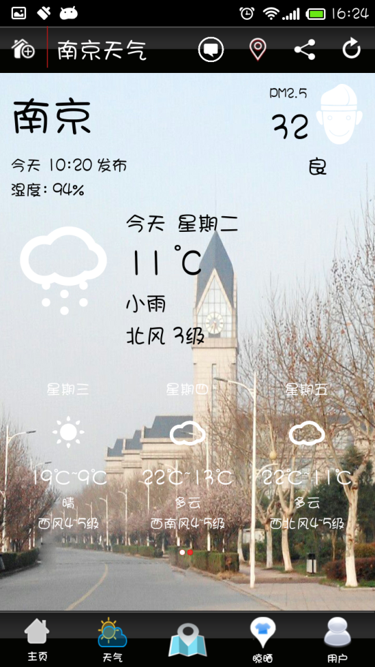 16:24
南京天气
南京
PM2.5
32
良
今天 10:20 发布
湿度：94%
今天 星期二
11 °C
小雨
北风 3级
星期三 星期四 星期五
19℃~9℃ 22℃~13℃ 22℃~11℃
晴 多云 多云
西风4-5级 西南风4-5级 西北风4-5级
主页 天气 晓晒 用户